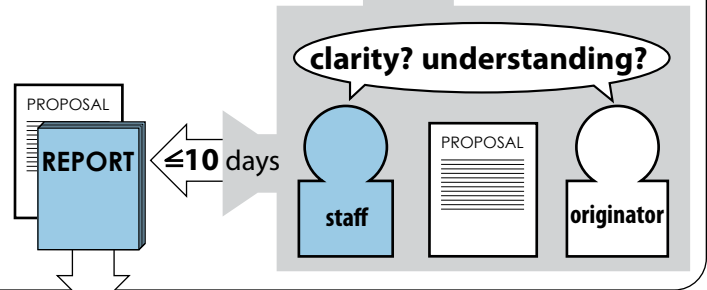 clarity? understanding?
PROPOSAL
REPORT
≤10 days
PROPOSAL
staff
originator